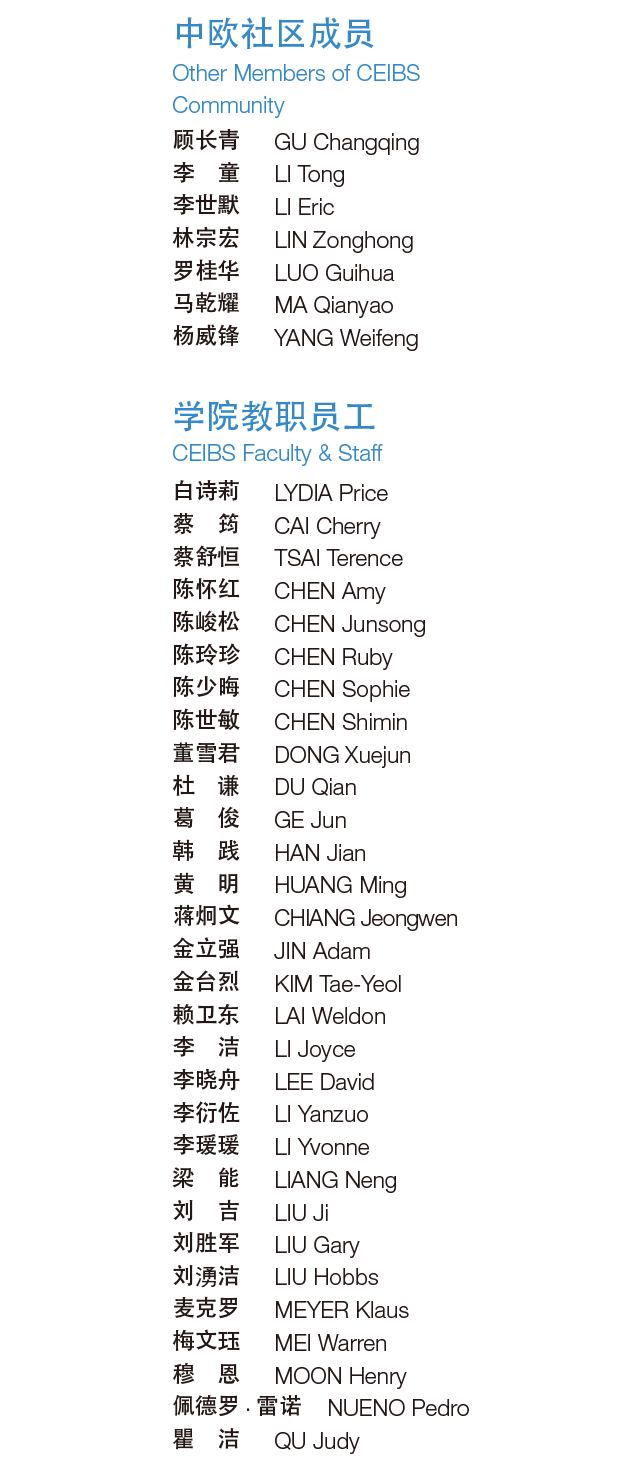 中欧社区成员
Other Members of CEIBS
Community
顾长青 GU Changqing
李 童 LI Tong
李世默 LI Eric
林宗宏 LIN Zonghong
罗桂华 LUO Guihua
马乾耀 MA Qianyao
杨威锋 YANG Weifeng
学院教职员工
CEIBS Faculty & Staff
白诗莉 LYDIA Price
蔡 筠 CAI Cherry
蔡舒恒 TSAI Terence
陈怀红 CHEN Amy
陈峻松 CHEN Junsong
陈玲珍 CHEN Ruby
陈少晦 CHEN Sophie
陈世敏 CHEN Shimin
董雪君 DONG Xuejun
杜 谦 DU Qian
葛 俊 GE Jun
韩 践 HAN Jian
黄 明 HUANG Ming
蒋炯文 CHIANG Jeongwen
金立强 JIN Adam
金台烈 KIM Tae-Yeol
赖卫东 LAI Weldon
李 洁 LI Joyce
李晓舟 LEE David
李衍佐 LI Yanzuo
李瑗瑗 LI Yvonne
梁 能 LIANG Neng
刘 吉 LIU Ji
刘胜军 LIU Gary
刘湧洁 LIU Hobbs
麦克罗 MEYER Klaus
梅文珏 MEI Warren
穆 恩 MOON Henry
佩德罗 · 雷诺 NUENO Pedro
瞿 洁 QU Judy